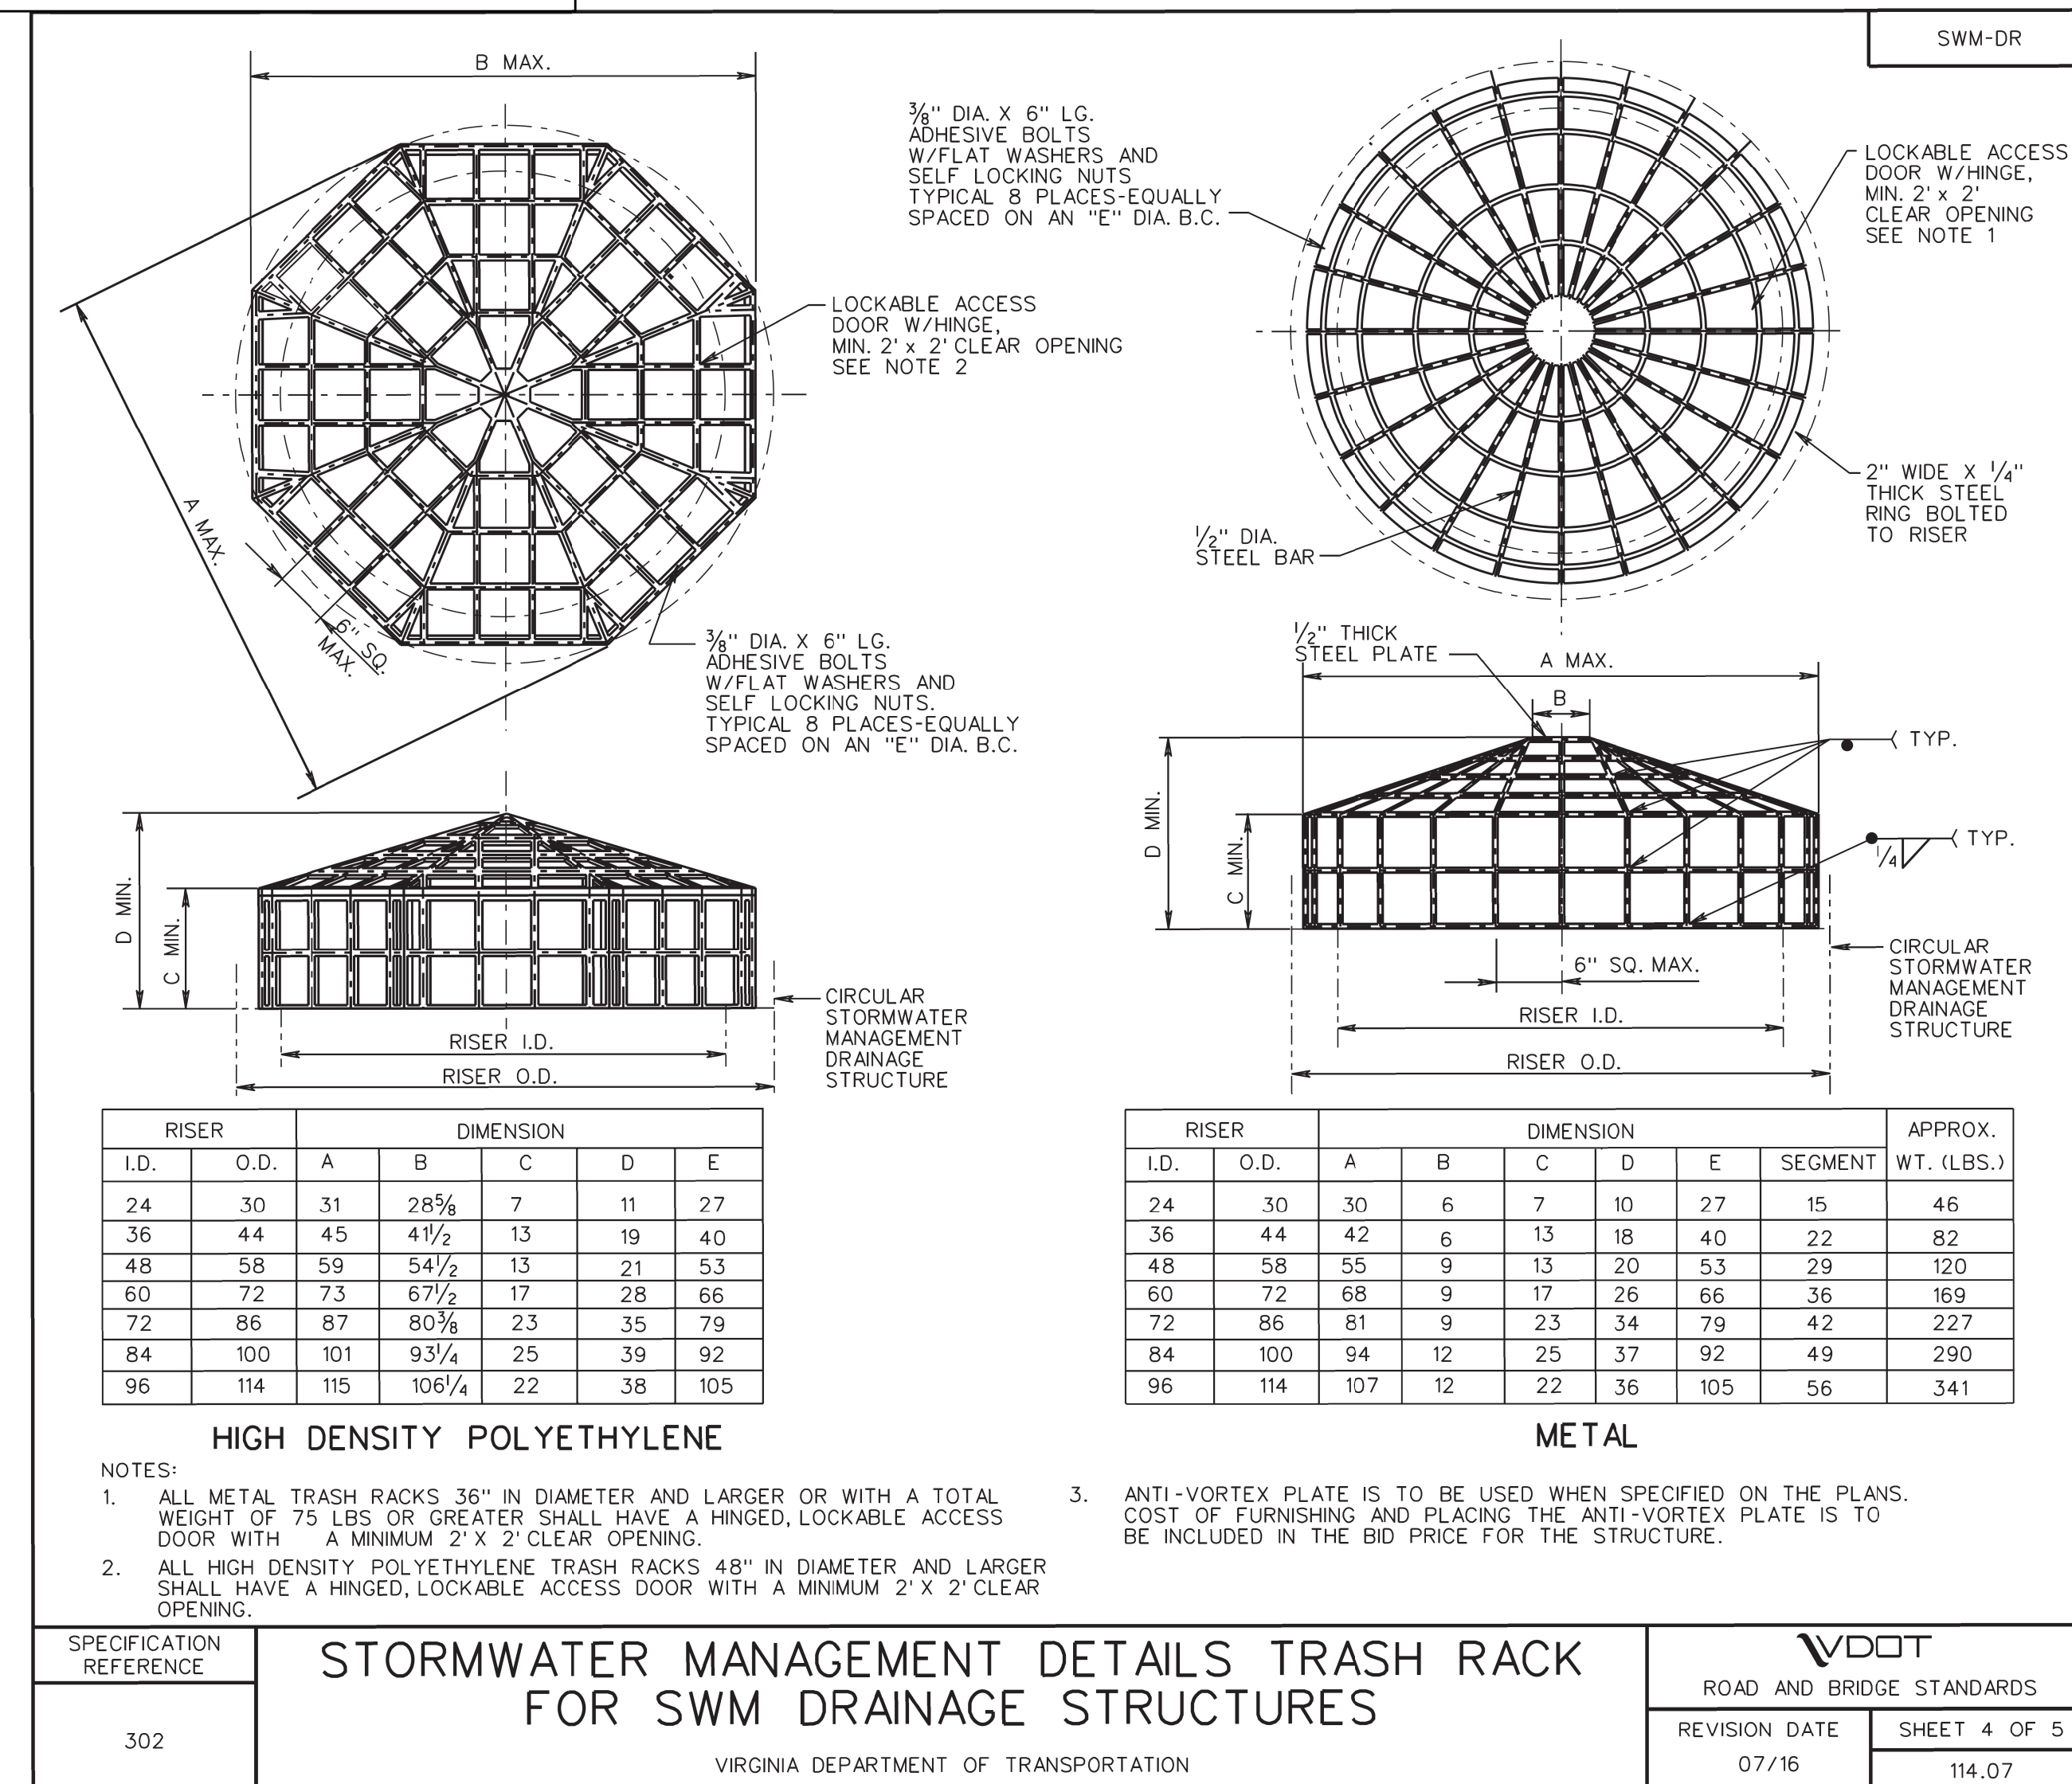 SWM-DR
B MAX.
3/8" DIA. X 6" LG.
ADHESIVE BOLTS
W/FLAT WASHERS AND
SELF LOCKING NUTS
TYPICAL 8 PLACES-EQUALLY
SPACED ON AN "E" DIA. B.C.
LOCKABLE ACCESS
DOOR W/HINGE,
MIN. 2' x 2'
CLEAR OPENING
SEE NOTE 1
LOCKABLE ACCESS
DOOR W/HINGE,
MIN. 2' x 2' CLEAR OPENING
SEE NOTE 2
A MAX.
6" SQ.
MAX.
2" WIDE X 1/4"
THICK STEEL
RING BOLTED
TO RISER
1/2" DIA.
STEEL BAR
3/8" DIA. X 6" LG.
ADHESIVE BOLTS
W/FLAT WASHERS AND
SELF LOCKING NUTS.
TYPICAL 8 PLACES-EQUALLY
SPACED ON AN "E" DIA. B.C.
1/2" THICK
STEEL PLATE
A MAX.
B
TYP.
D MIN.
C MIN.
1/4
TYP.
6" SQ. MAX.
RISER I.D.
RISER O.D.
CIRCULAR
STORMWATER
MANAGEMENT
DRAINAGE
STRUCTURE
D MIN.
C MIN.
RISER I.D.
RISER O.D.
CIRCULAR
STORMWATER
MANAGEMENT
DRAINAGE
STRUCTURE
RISER DIMENSION
I.D. O.D. A B C D E
24 30 31 28 5/8 7 11 27
36 44 45 41 1/2 13 19 40
48 58 59 54 1/2 13 21 53
60 72 73 67 1/2 17 28 66
72 86 87 80 3/8 23 35 79
84 100 101 93 1/4 25 39 92
96 114 115 106 1/4 22 38 105
HIGH DENSITY POLYETHYLENE
RISER DIMENSION APPROX.
I.D. O.D. A B C D E SEGMENT WT. (LBS.)
24 30 30 6 7 10 27 15 46
36 44 42 6 13 18 40 22 82
48 58 55 9 13 20 53 29 120
60 72 68 9 17 26 66 36 169
72 86 81 9 23 34 79 42 227
84 100 94 12 25 37 92 49 290
96 114 107 12 22 36 105 56 341
METAL
NOTES:
1. ALL METAL TRASH RACKS 36" IN DIAMETER AND LARGER OR WITH A TOTAL
WEIGHT OF 75 LBS OR GREATER SHALL HAVE A HINGED, LOCKABLE ACCESS
DOOR WITH A MINIMUM 2' X 2' CLEAR OPENING.
2. ALL HIGH DENSITY POLYETHYLENE TRASH RACKS 48" IN DIAMETER AND LARGER
SHALL HAVE A HINGED, LOCKABLE ACCESS DOOR WITH A MINIMUM 2' X 2' CLEAR
OPENING.
3. ANTI-VORTEX PLATE IS TO BE USED WHEN SPECIFIED ON THE PLANS.
COST OF FURNISHING AND PLACING THE ANTI-VORTEX PLATE IS TO
BE INCLUDED IN THE BID PRICE FOR THE STRUCTURE.
SPECIFICATION
REFERENCE
302
STORMWATER MANAGEMENT DETAILS TRASH RACK
FOR SWM DRAINAGE STRUCTURES
VIRGINIA DEPARTMENT OF TRANSPORTATION
VDOT
ROAD AND BRIDGE STANDARDS
REVISION DATE
07/16
SHEET 4 OF 5
114.07